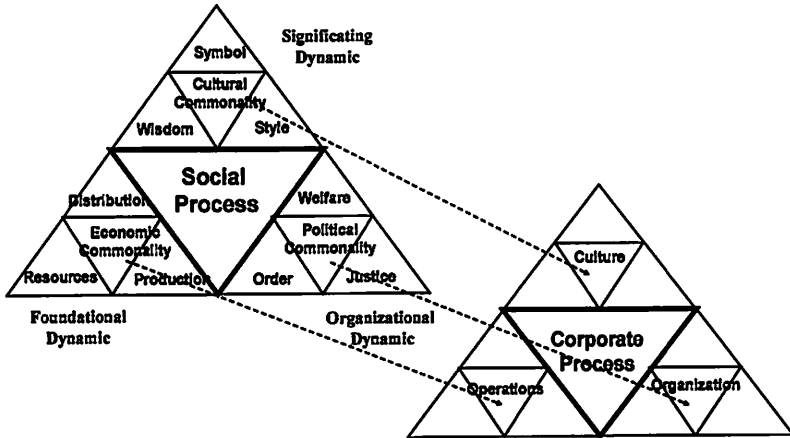 Symbol
Significating
Dynamic
Cultural
Commonality
Wisdom
Style
Social
Process
Distribution
Welfare
Economic
Commonality
Political
Commonality
Resources
Production
Order
Justice
Foundational
Dynamic
Organizational
Dynamic
Culture
Corporate
Process
Operations
Organization